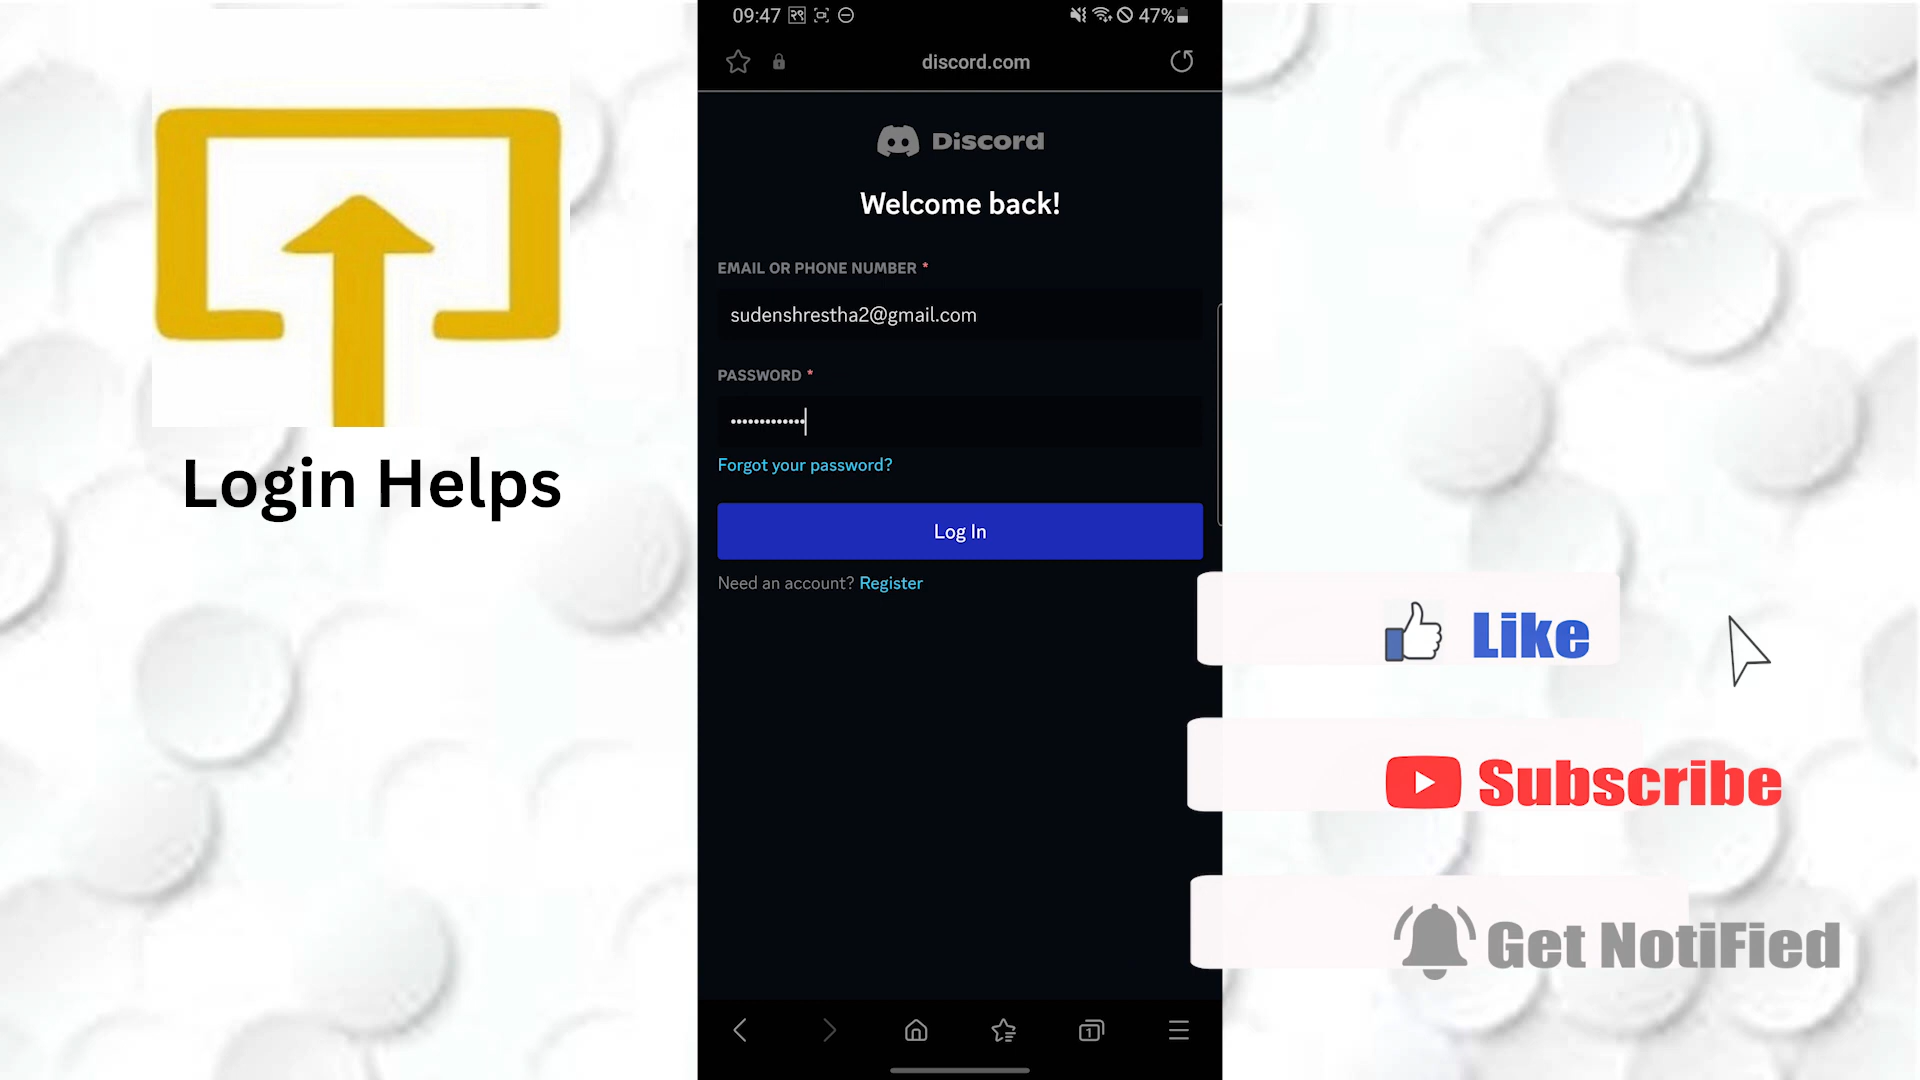 Login Helps
09:47
47%
discord.com
Discord
Welcome back!
EMAIL OR PHONE NUMBER *
sudenshrestha2@gmail.com
PASSWORD *
•••••••••••••
Forgot your password?
Log In
Need an account? Register
1
Like
Subscribe
Get NotiFied